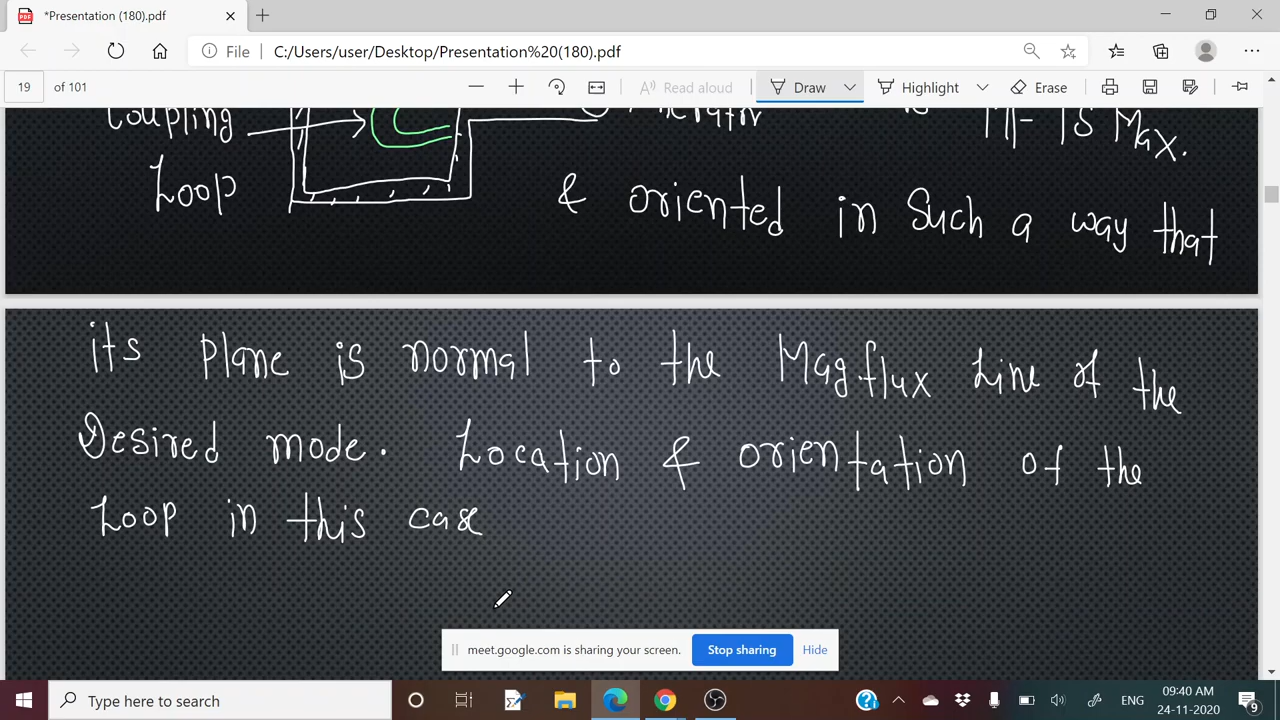 *Presentation (180).pdf
File C:/Users/user/Desktop/Presentation%20(180).pdf
19 of 101 Read aloud Draw Highlight Erase
Coupling MF is Max.
Loop & oriented in Such a way that
its plane is normal to the Mag.flux Line of the
Desired mode. Location & orientation of the
Loop in this case
meet.google.com is sharing your screen. Stop sharing Hide
Type here to search ENG 09:40 AM
24-11-2020 9